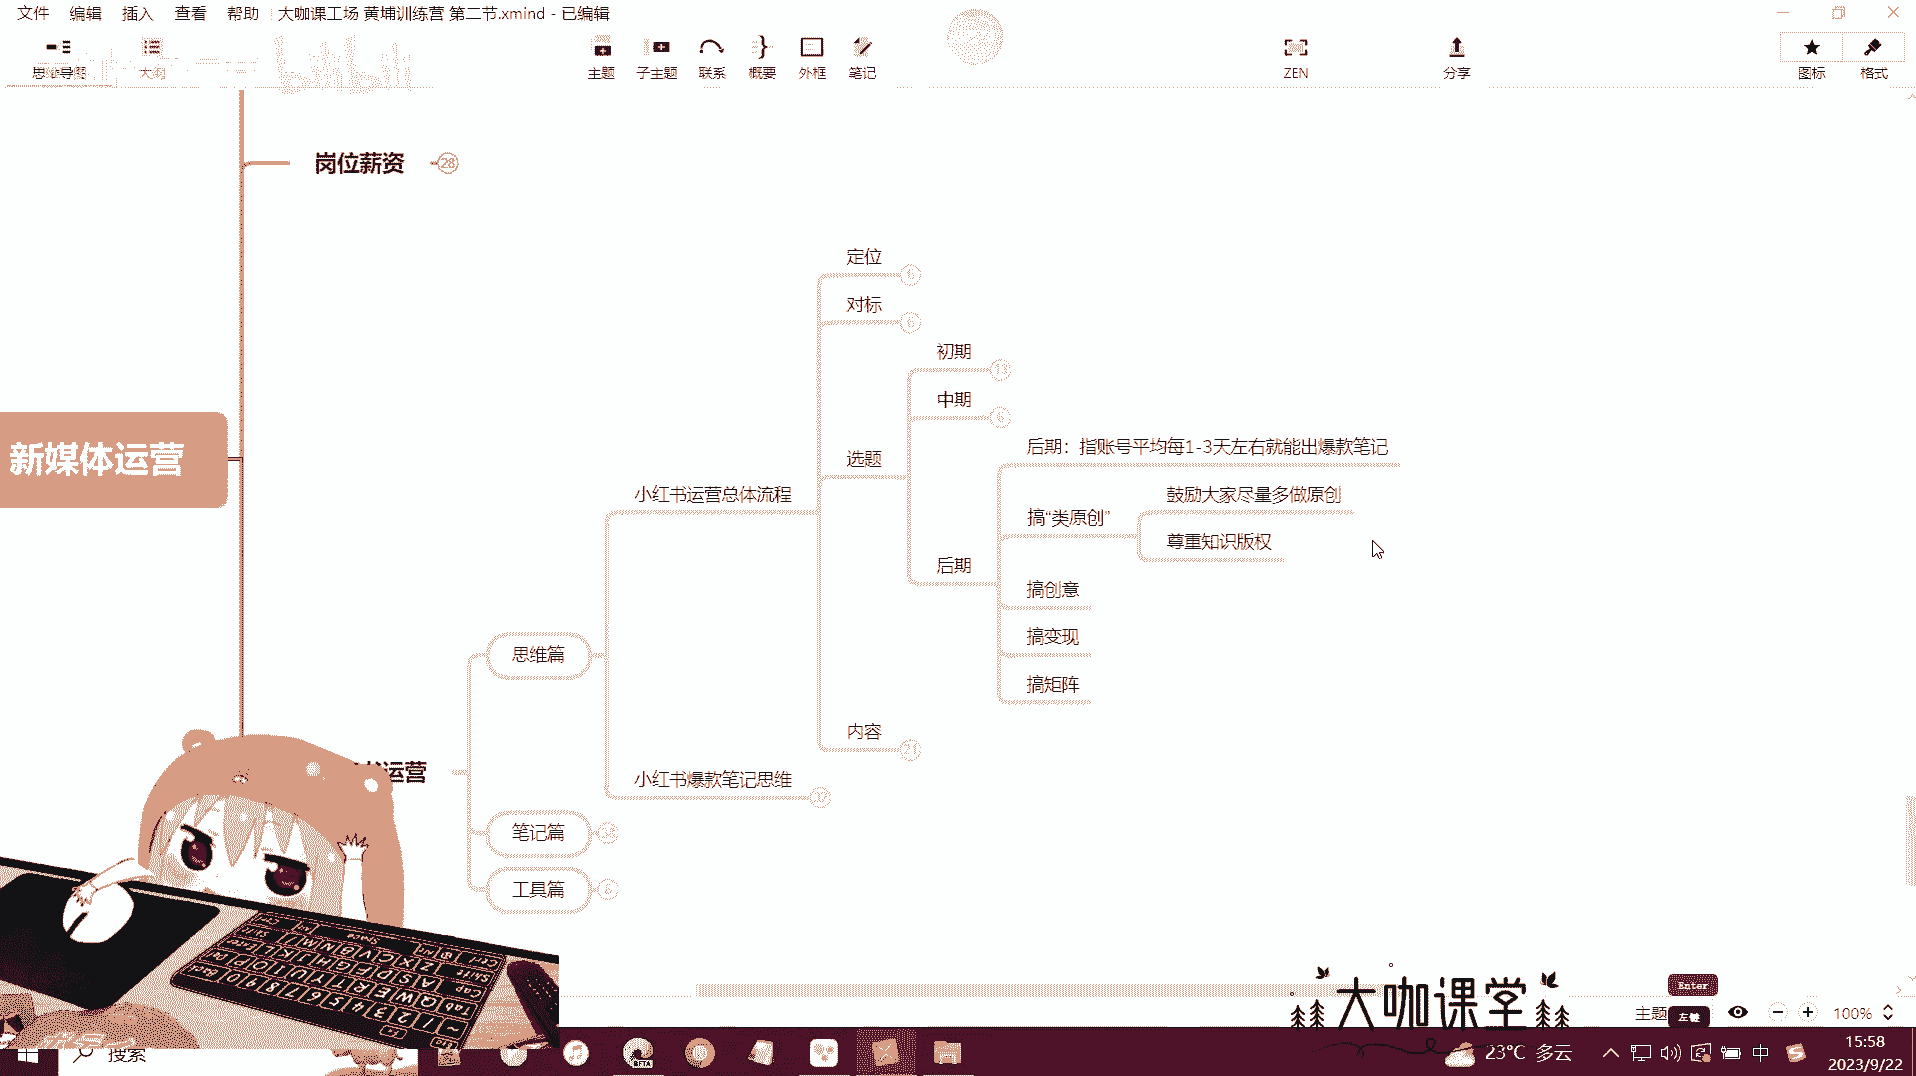 文件 编辑 插入 查看 帮助 大咖课工场 黄埔训练营 第二节.xmind - 已编辑
思维导图 大纲 主题 子主题 联系 概要 外框 笔记 ZEN 分享 图标 格式
bilibili
岗位薪资 28
定位 6
对标 6
初期 13
中期 6
后期：指账号平均每1-3天左右就能出爆款笔记
新媒体运营
选题
小红书运营总体流程
鼓励大家尽量多做原创
搞“类原创”
尊重知识版权
后期
搞创意
搞变现
思维篇
搞矩阵
内容 21
运营
小红书爆款笔记思维
笔记篇
工具篇 6
大咖课堂
Enter
主题
左键
100%
搜索
BETA
23°C 多云
中
15:58
2023/9/22